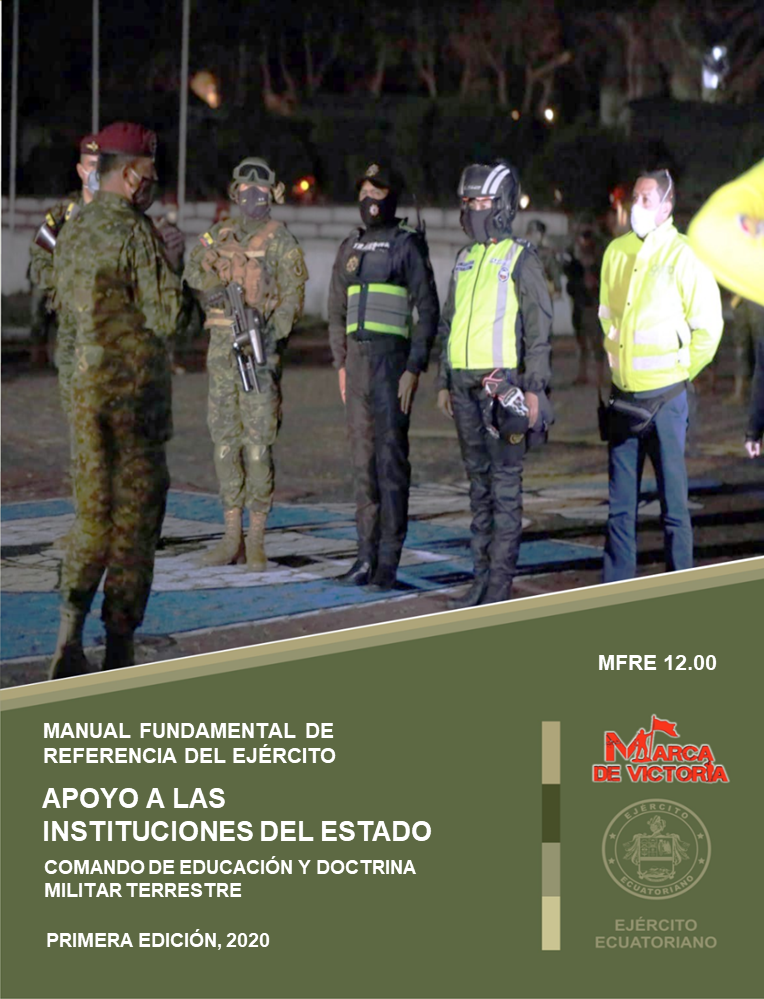 MFRE 12.00
MANUAL FUNDAMENTAL DE
REFERENCIA DEL EJÉRCITO
APOYO A LAS
INSTITUCIONES DEL ESTADO
COMANDO DE EDUCACIÓN Y DOCTRINA
MILITAR TERRESTRE
PRIMERA EDICIÓN, 2020
MARCA
DE VICTORIA
EJÉRCITO
ECUATORIANO
EJÉRCITO
ECUATORIANO